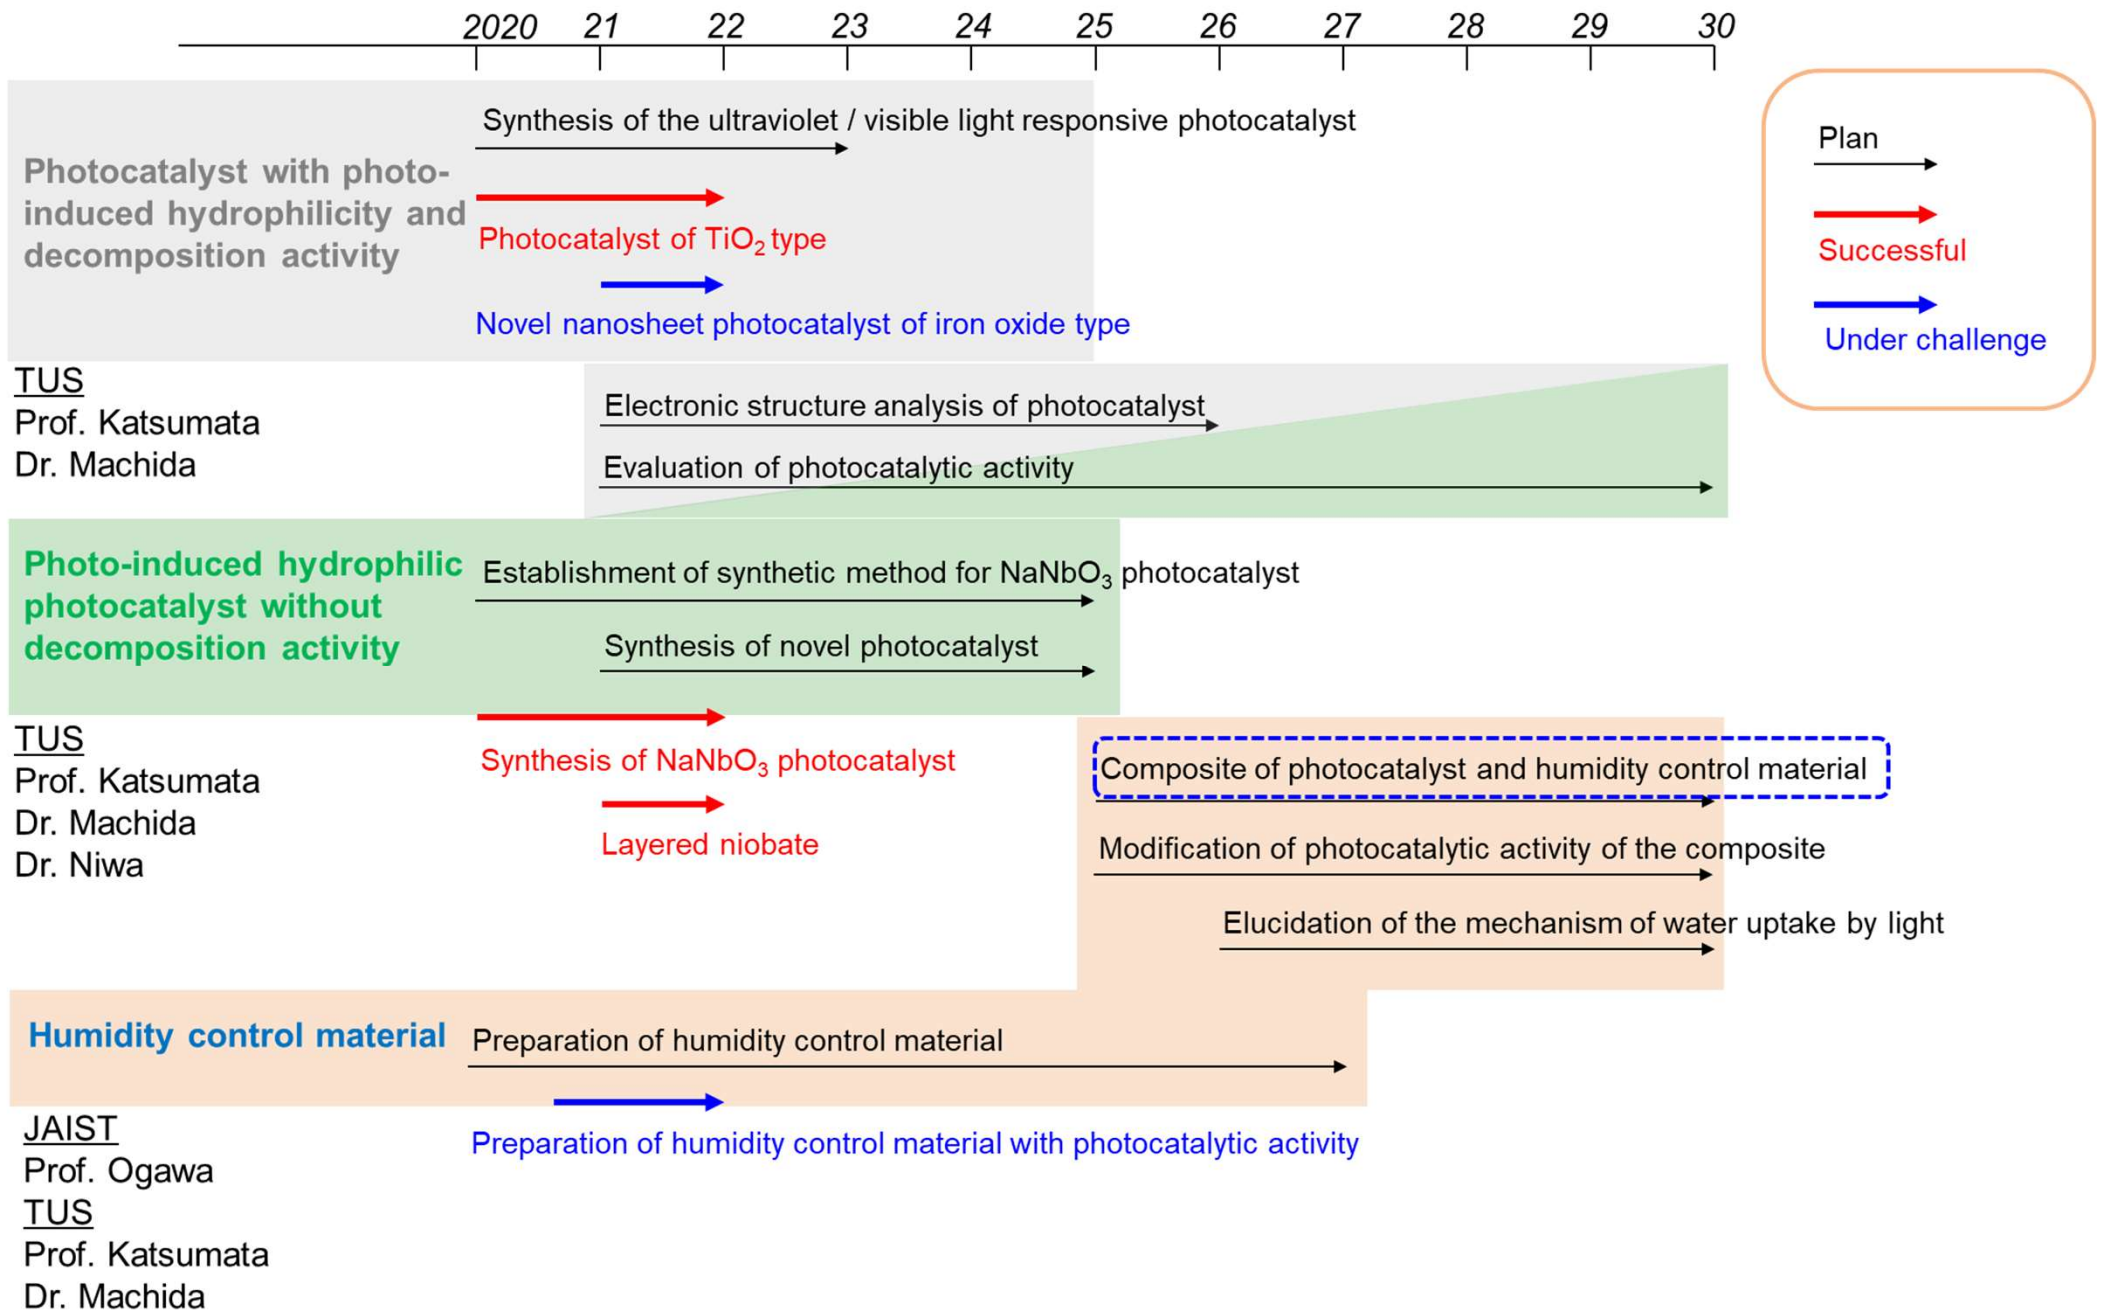 2020 21 22 23 24 25 26 27 28 29 30
Photocatalyst with photo-
induced hydrophilicity and
decomposition activity
Synthesis of the ultraviolet / visible light responsive photocatalyst
Photocatalyst of TiO₂ type
Novel nanosheet photocatalyst of iron oxide type
Plan
Successful
Under challenge
TUS
Prof. Katsumata
Dr. Machida
Electronic structure analysis of photocatalyst
Evaluation of photocatalytic activity
Photo-induced hydrophilic
photocatalyst without
decomposition activity
Establishment of synthetic method for NaNbO₃ photocatalyst
Synthesis of novel photocatalyst
TUS
Prof. Katsumata
Dr. Machida
Dr. Niwa
Synthesis of NaNbO₃ photocatalyst
Layered niobate
Composite of photocatalyst and humidity control material
Modification of photocatalytic activity of the composite
Elucidation of the mechanism of water uptake by light
Humidity control material
Preparation of humidity control material
Preparation of humidity control material with photocatalytic activity
JAIST
Prof. Ogawa
TUS
Prof. Katsumata
Dr. Machida